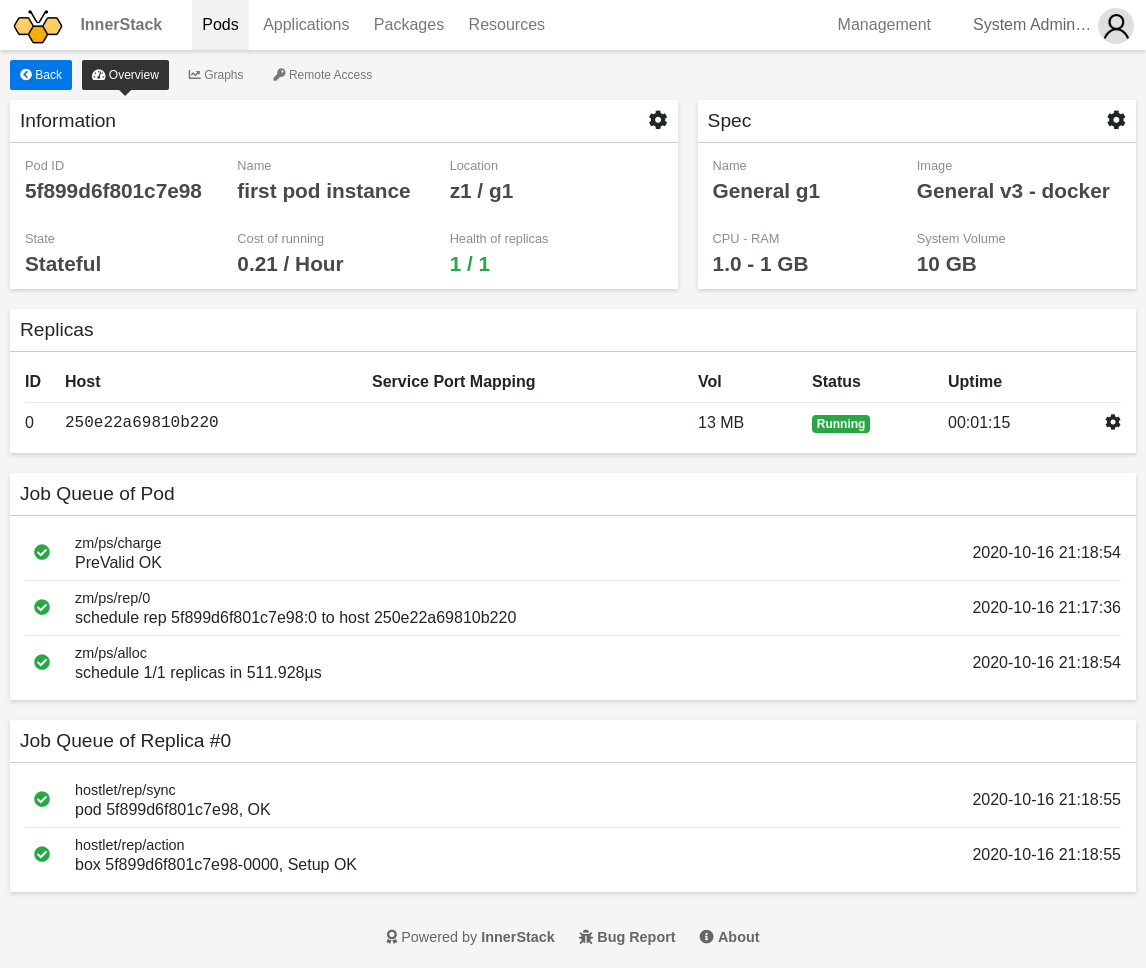 InnerStack Pods Applications Packages Resources Management System Admin…
Back Overview Graphs Remote Access
Information
Pod ID Name Location
5f899d6f801c7e98 first pod instance z1 / g1
State Cost of running Health of replicas
Stateful 0.21 / Hour 1 / 1
Spec
Name Image
General g1 General v3 - docker
CPU - RAM System Volume
1.0 - 1 GB 10 GB
Replicas
ID Host Service Port Mapping Vol Status Uptime
0 250e22a69810b220 13 MB Running 00:01:15
Job Queue of Pod
zm/ps/charge
PreValid OK 2020-10-16 21:18:54
zm/ps/rep/0
schedule rep 5f899d6f801c7e98:0 to host 250e22a69810b220 2020-10-16 21:17:36
zm/ps/alloc
schedule 1/1 replicas in 511.928µs 2020-10-16 21:18:54
Job Queue of Replica #0
hostlet/rep/sync
pod 5f899d6f801c7e98, OK 2020-10-16 21:18:55
hostlet/rep/action
box 5f899d6f801c7e98-0000, Setup OK 2020-10-16 21:18:55
Powered by InnerStack Bug Report About